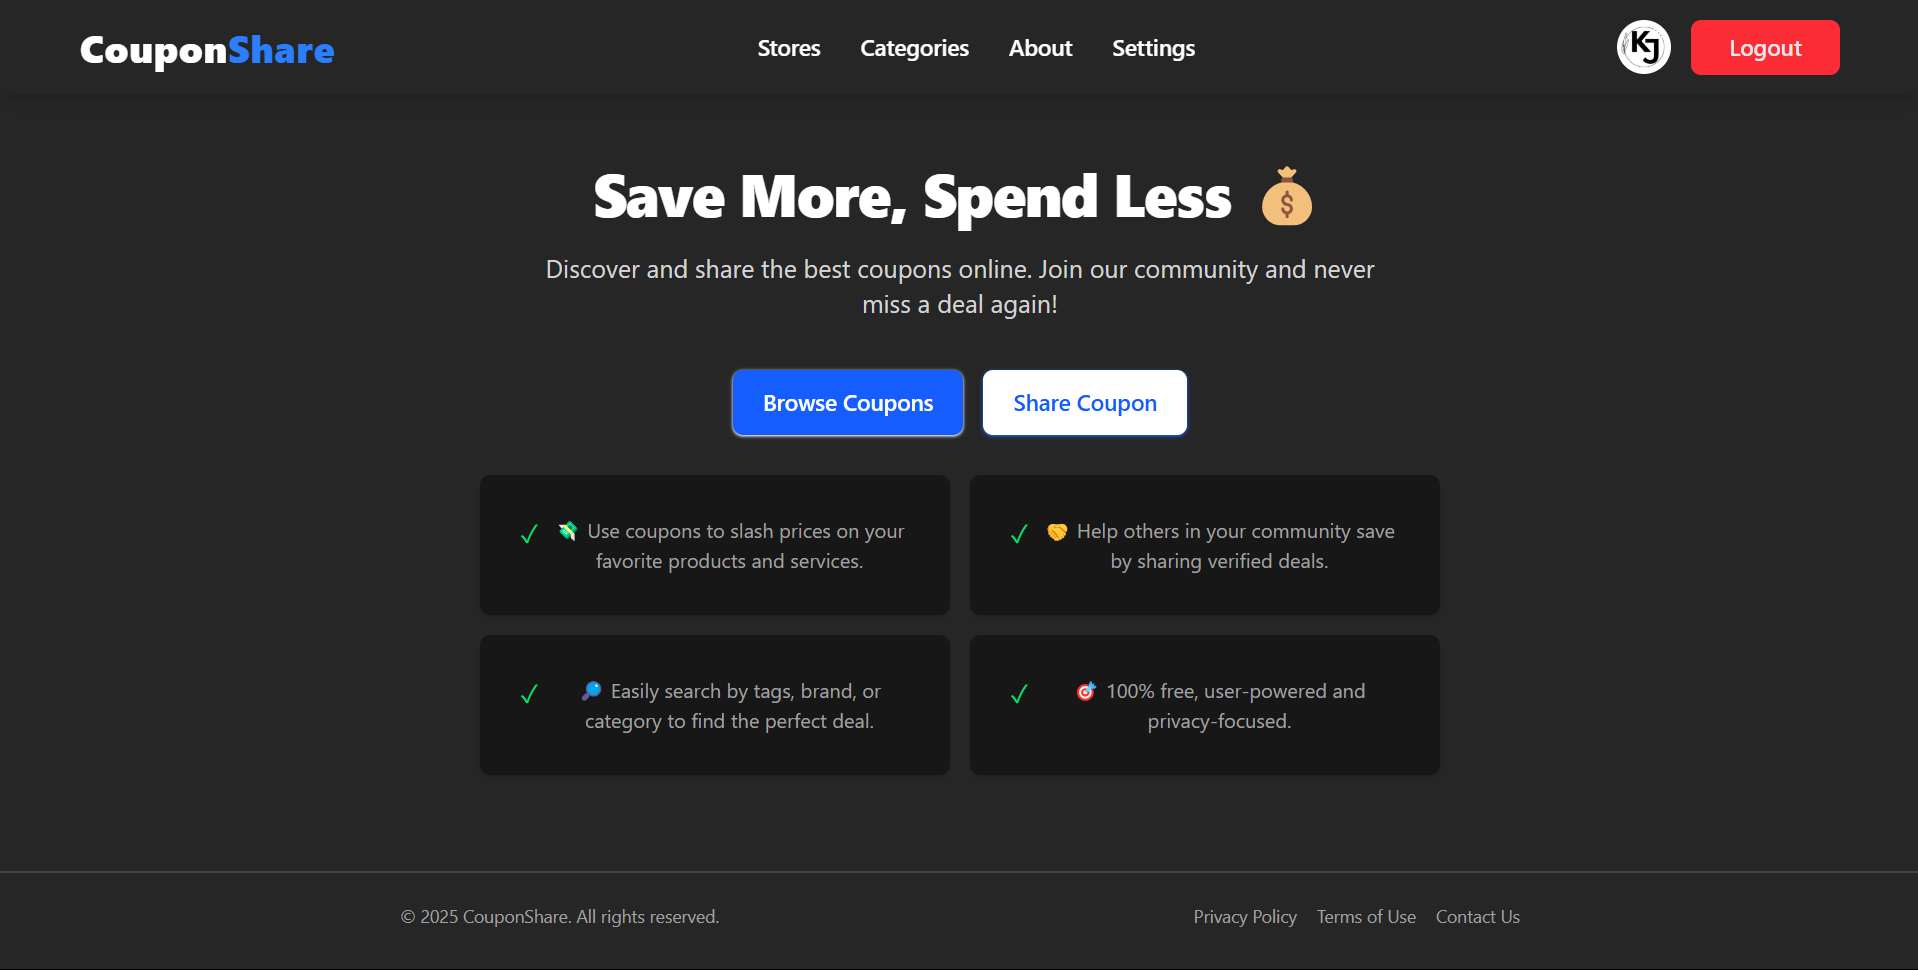 CouponShare
Stores
Categories
About
Settings
KJ
Logout
Save More, Spend Less 💰
Discover and share the best coupons online. Join our community and never
miss a deal again!
Browse Coupons
Share Coupon
✓ 💸 Use coupons to slash prices on your
favorite products and services.
✓ 🤝 Help others in your community save
by sharing verified deals.
✓ 🔎 Easily search by tags, brand, or
category to find the perfect deal.
✓ 🎯 100% free, user-powered and
privacy-focused.
© 2025 CouponShare. All rights reserved.
Privacy Policy
Terms of Use
Contact Us